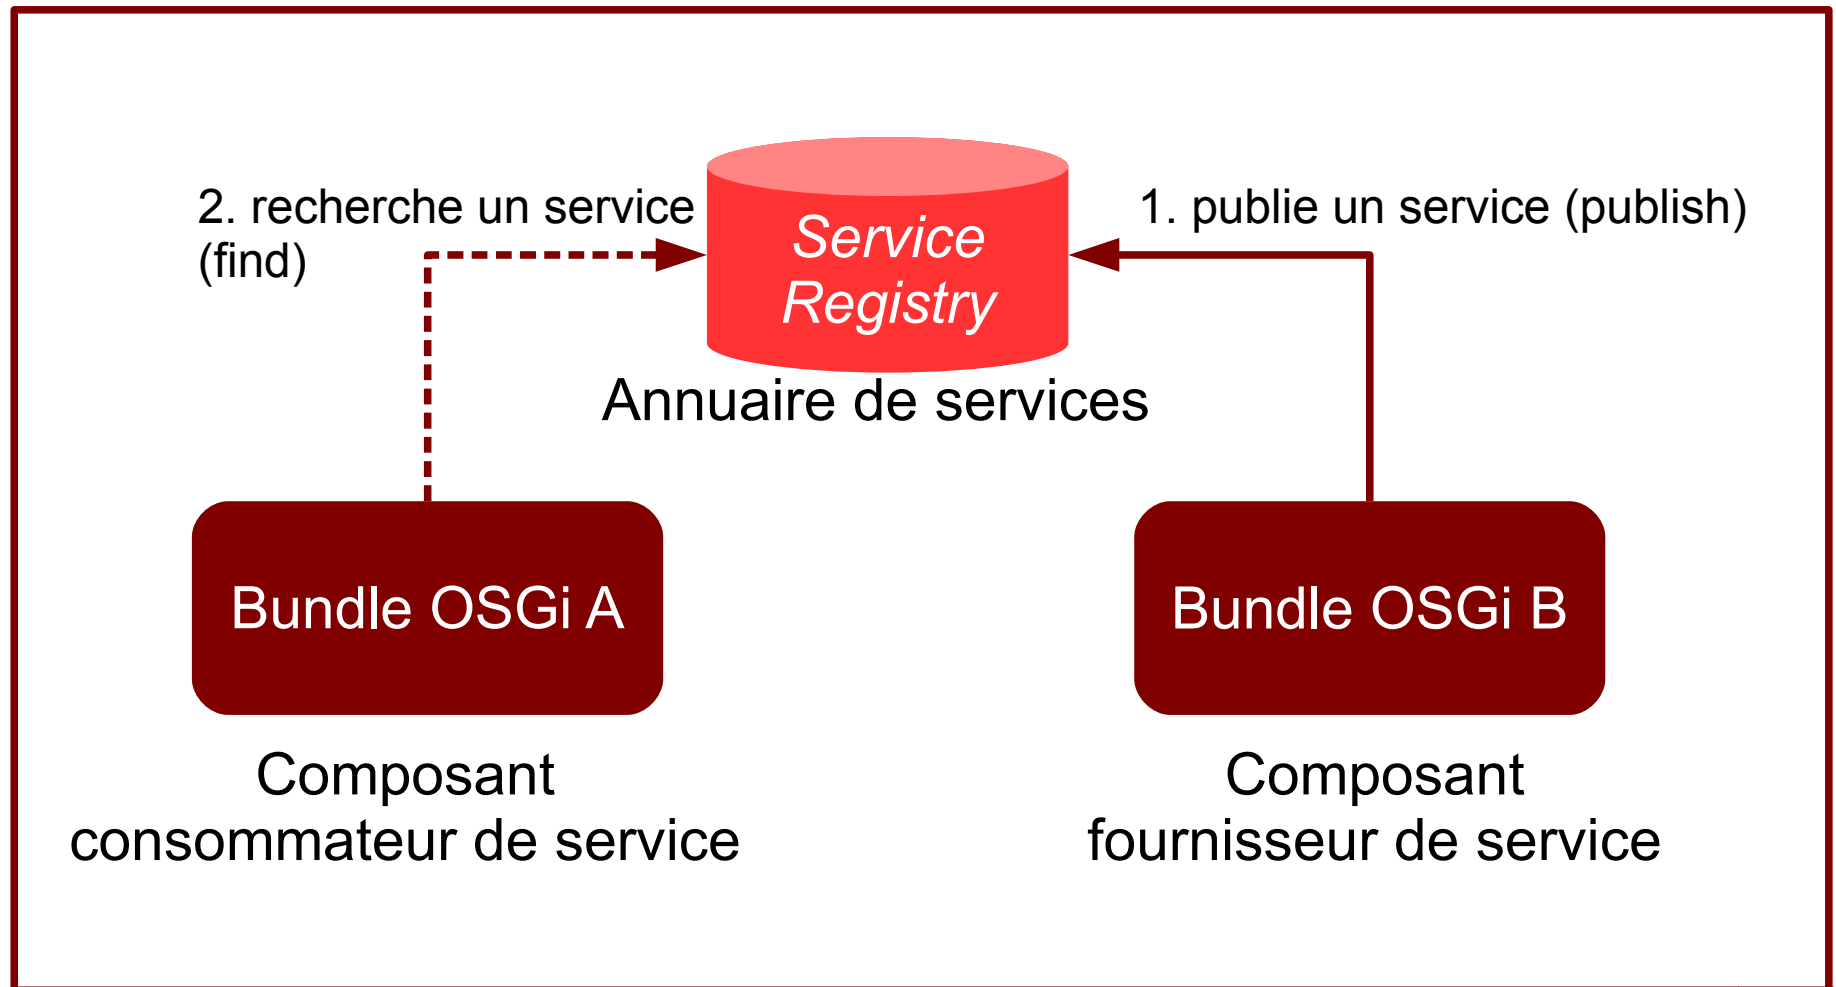 2. recherche un service
(find)
1. publie un service (publish)
Service
Registry
Annuaire de services
Bundle OSGi A
Bundle OSGi B
Composant
consommateur de service
Composant
fournisseur de service